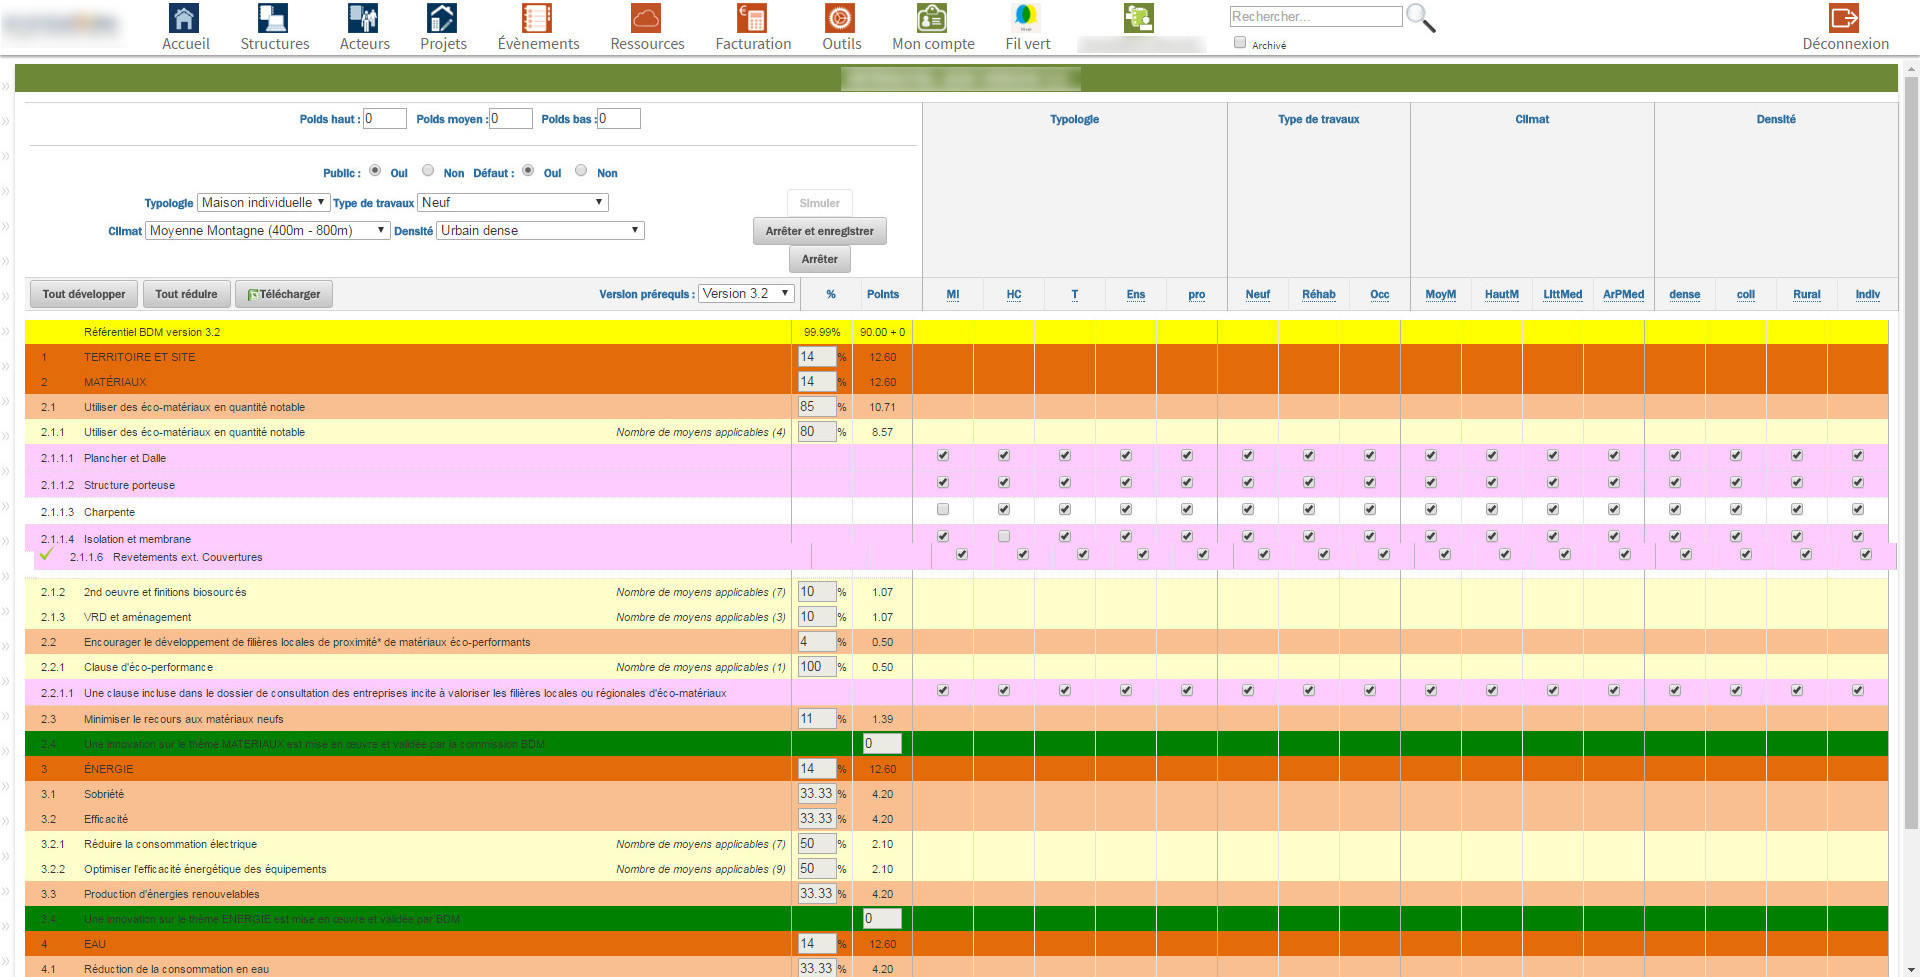 Accueil Structures Acteurs Projets Évènements Ressources Facturation Outils Mon compte Fil vert Rechercher... Archivé Déconnexion
Poids haut : 0 Poids moyen : 0 Poids bas : 0 Typologie Type de travaux Climat Densité
Public : Oui Non Défaut : Oui Non
Typologie Maison individuelle Type de travaux Neuf Simuler
Climat Moyenne Montagne (400m - 800m) Densité Urbain dense Arrêter et enregistrer
Arrêter
Tout développer Tout réduire Télécharger Version prérequis : Version 3.2 % Points MI HC T Ens pro Neuf Réhab Occ MoyM HautM LittMed ArPMed dense coll Rural Indiv
Référentiel BDM version 3.2 99.99% 90.00 + 0
1 TERRITOIRE ET SITE 14 % 12.60
2 MATÉRIAUX 14 % 12.60
2.1 Utiliser des éco-matériaux en quantité notable 85 % 10.71
2.1.1 Utiliser des éco-matériaux en quantité notable Nombre de moyens applicables (4) 80 % 8.57
2.1.1.1 Plancher et Dalle
2.1.1.2 Structure porteuse
2.1.1.3 Charpente
2.1.1.4 Isolation et membrane
2.1.1.6 Revetements ext. Couvertures
2.1.2 2nd oeuvre et finitions biosourcés Nombre de moyens applicables (7) 10 % 1.07
2.1.3 VRD et aménagement Nombre de moyens applicables (3) 10 % 1.07
2.2 Encourager le développement de filières locales de proximité* de matériaux éco-performants 4 % 0.50
2.2.1 Clause d'éco-performance Nombre de moyens applicables (1) 100 % 0.50
2.2.1.1 Une clause incluse dans le dossier de consultation des entreprises incite à valoriser les filières locales ou régionales d'éco-matériaux
2.3 Minimiser le recours aux matériaux neufs 11 % 1.39
2.4 Une innovation sur le thème MATERIAUX est mise en œuvre et validée par la commission BDM 0
3 ÉNERGIE 14 % 12.60
3.1 Sobriété 33.33 % 4.20
3.2 Efficacité 33.33 % 4.20
3.2.1 Réduire la consommation électrique Nombre de moyens applicables (7) 50 % 2.10
3.2.2 Optimiser l'efficacité énergétique des équipements Nombre de moyens applicables (9) 50 % 2.10
3.3 Production d'énergies renouvelables 33.33 % 4.20
3.4 Une innovation sur le thème ENERGIE est mise en œuvre et validée par BDM 0
4 EAU 14 % 12.60
4.1 Réduction de la consommation en eau 33.33 % 4.20